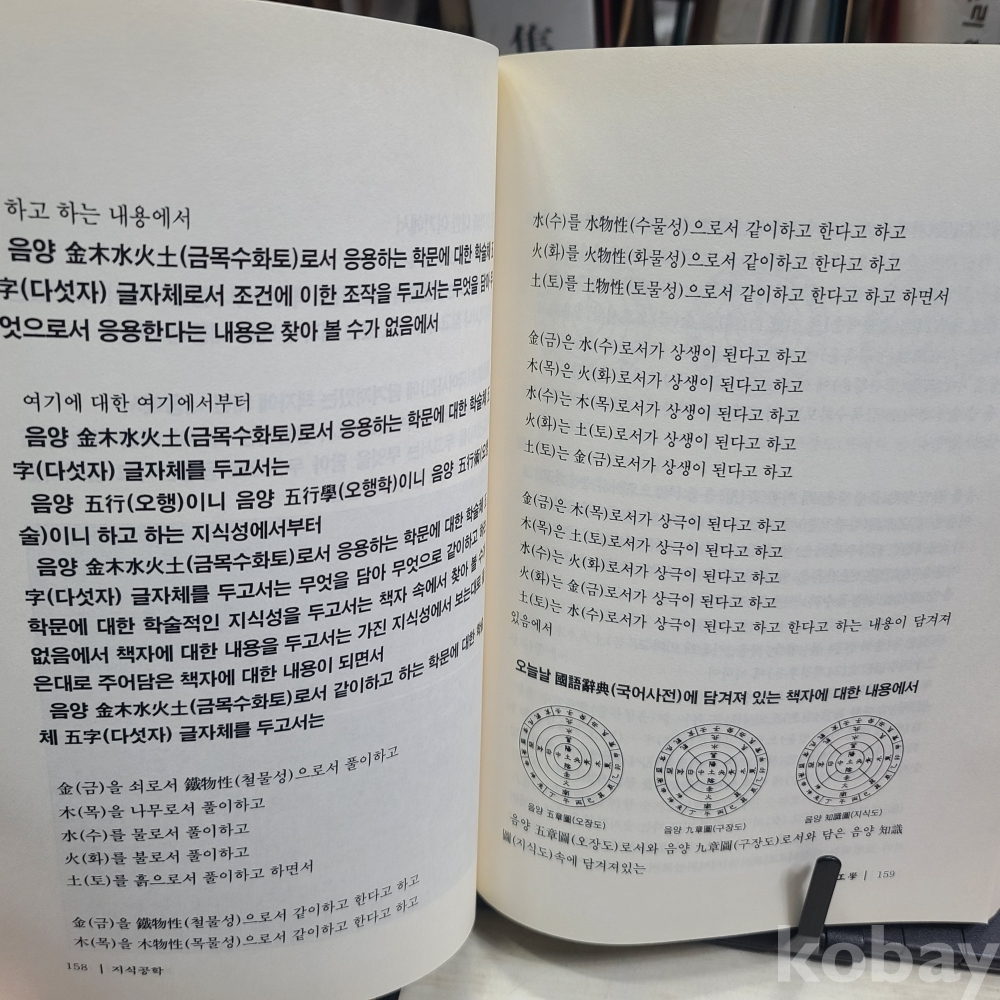 하고 하는 내용에서
음양 金木水火土(금목수화토)로서 응용하는 학문에 대한 학술체
字(다섯자) 글자체로서 조건에 이한 조작을 두고서는 무엇을 담아
엇으로서 응용한다는 내용은 찾아 볼 수가 없음에서
여기에 대한 여기에서부터
음양 金木水火土(금목수화토)로서 응용하는 학문에 대한 학술체
字(다섯자) 글자체를 두고서는
음양 五行(오행)이니 음양 五行學(오행학)이니 음양 五行術(오행
술)이니 하고 하는 지식성에서부터
음양 金木水火土(금목수화토)로서 응용하는 학문에 대한 학술체
字(다섯자) 글자체를 두고서는 무엇을 담아 무엇으로 같이하고
학문에 대한 학술적인 지식성을 두고서는 책자 속에서 찾아 볼 수
없음에서 책자에 대한 내용을 두고서는 가진 지식성에서 보는대로
은대로 주어담은 책자에 대한 내용이 되면서
음양 金木水火土(금목수화토)로서 같이하고 하는 학문에 대한
체 五字(다섯자) 글자체를 두고서는
金(금)을 쇠로서 鐵物性(철물성)으로서 풀이하고
木(목)을 나무로서 풀이하고
水(수)를 물로서 풀이하고
火(화)를 불로서 풀이하고
土(토)를 흙으로서 풀이하고 하면서
金(금)을 鐵物性(철물성)으로서 같이하고 한다고 하고
木(목)을 木物性(목물성)으로서 같이하고 한다고 하고
158 | 지식공학
水(수)를 水物性(수물성)으로서 같이하고 한다고 하고
火(화)를 火物性(화물성)으로서 같이하고 한다고 하고
土(토)를 土物性(토물성)으로서 같이하고 한다고 하고 하면서
金(금)은 水(수)로서가 상생이 된다고 하고
木(목)은 火(화)로서가 상생이 된다고 하고
水(수)는 木(목)로서가 상생이 된다고 하고
火(화)는 土(토)로서가 상생이 된다고 하고
土(토)는 金(금)로서가 상생이 된다고 하고
金(금)은 木(목)로서가 상극이 된다고 하고
木(목)은 土(토)로서가 상극이 된다고 하고
水(수)는 火(화)로서가 상극이 된다고 하고
火(화)는 金(금)로서가 상극이 된다고 하고
土(토)는 水(수)로서가 상극이 된다고 하고 한다고 하는 내용이 담겨져
있음에서
오늘날 國語辭典(국어사전)에 담겨져 있는 책자에 대한 내용에서
음양 五章圖(오장도)
음양 九章圖(구장도)
음양 知識圖(지식도)
음양 五章圖(오장도)로서와 음양 九章圖(구장도)로서와 담은 음양 知識
圖(지식도)속에 담겨져있는
工學 | 159
kobay